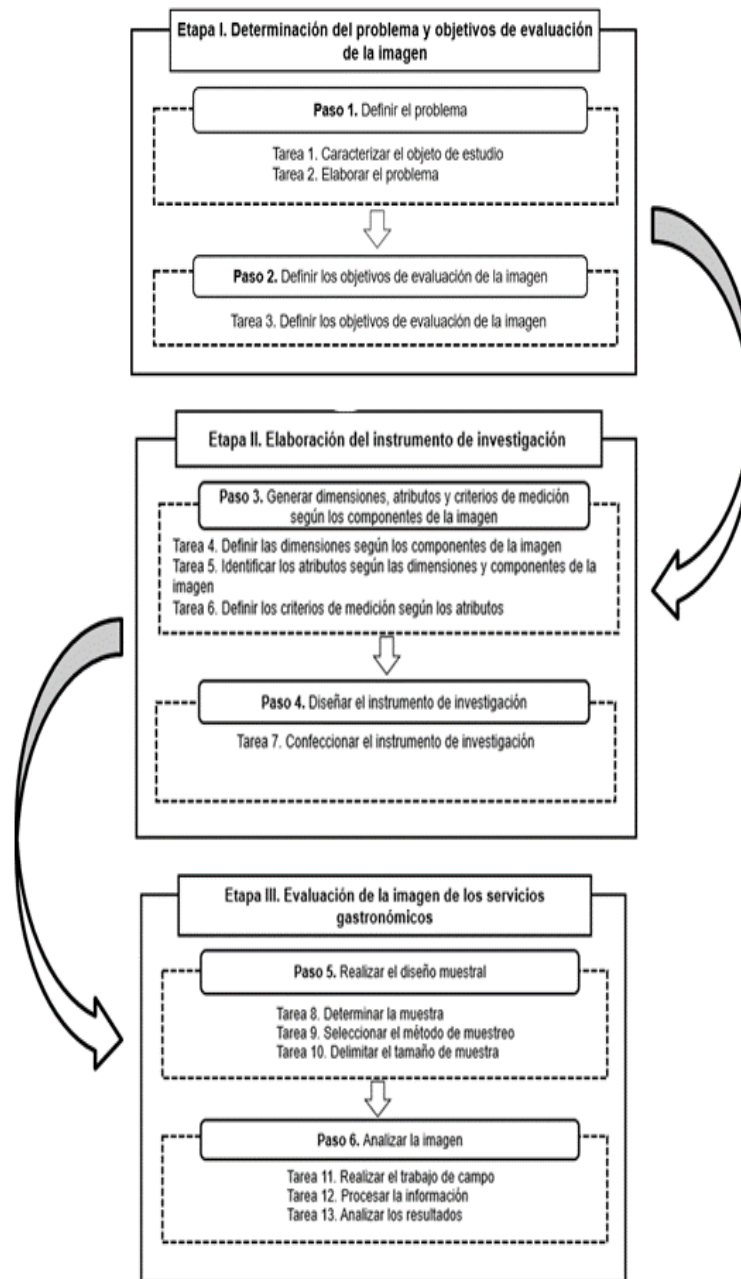 Etapa I. Determinación del problema y objetivos de evaluación
de la imagen
Paso 1. Definir el problema
Tarea 1. Caracterizar el objeto de estudio
Tarea 2. Elaborar el problema
Paso 2. Definir los objetivos de evaluación de la imagen
Tarea 3. Definir los objetivos de evaluación de la imagen
Etapa II. Elaboración del instrumento de investigación
Paso 3. Generar dimensiones, atributos y criterios de medición
según los componentes de la imagen
Tarea 4. Definir las dimensiones según los componentes de la imagen
Tarea 5. Identificar los atributos según las dimensiones y componentes de la
imagen
Tarea 6. Definir los criterios de medición según los atributos
Paso 4. Diseñar el instrumento de investigación
Tarea 7. Confeccionar el instrumento de investigación
Etapa III. Evaluación de la imagen de los servicios
gastronómicos
Paso 5. Realizar el diseño muestral
Tarea 8. Determinar la muestra
Tarea 9. Seleccionar el método de muestreo
Tarea 10. Delimitar el tamaño de muestra
Paso 6. Analizar la imagen
Tarea 11. Realizar el trabajo de campo
Tarea 12. Procesar la información
Tarea 13. Analizar los resultados